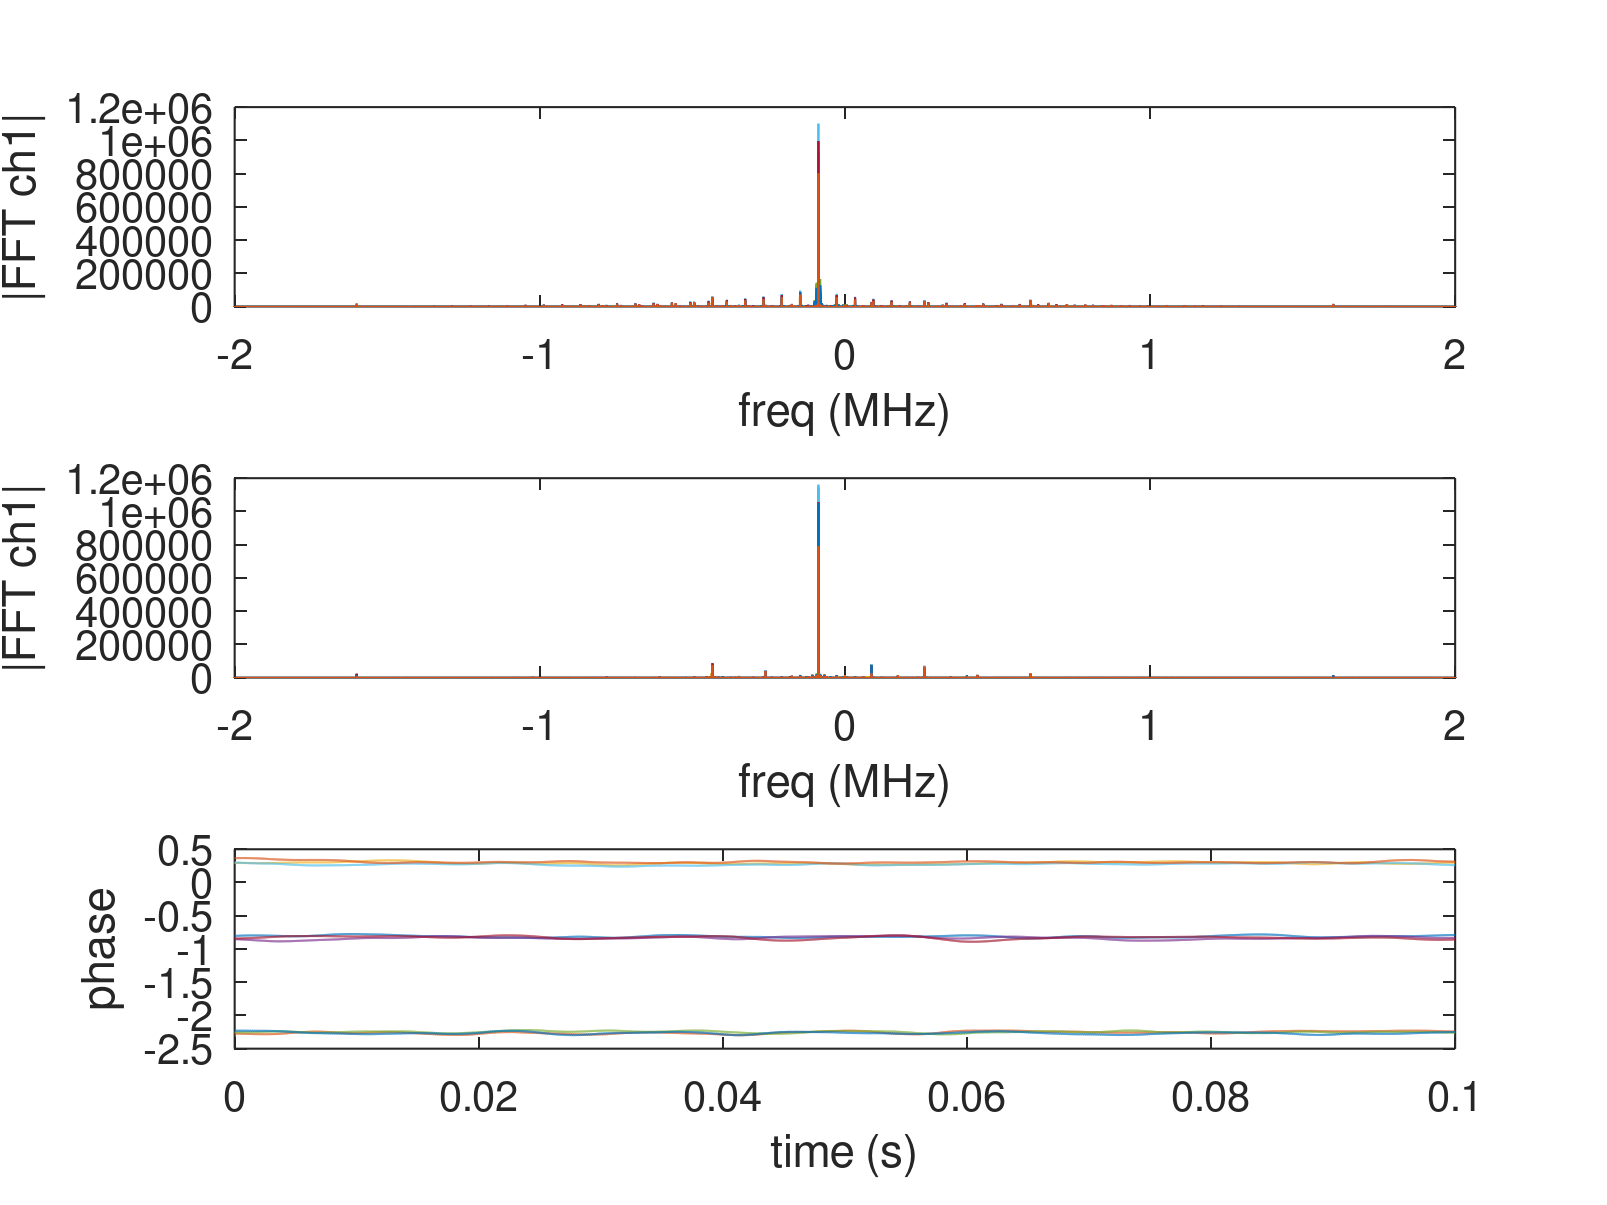 1.2e+06
1e+06
800000
600000
400000
200000
0
|FFT ch1|
-2 -1 0 1 2
freq (MHz)
1.2e+06
1e+06
800000
600000
400000
200000
0
|FFT ch1|
-2 -1 0 1 2
freq (MHz)
0.5
0
-0.5
-1
-1.5
-2
-2.5
phase
0 0.02 0.04 0.06 0.08 0.1
time (s)